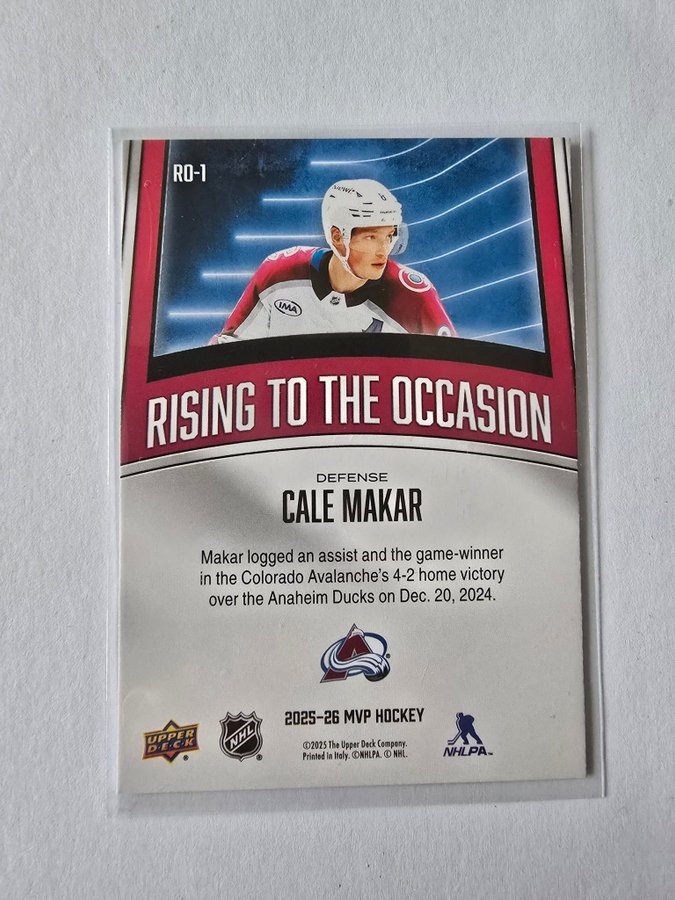 RO-1
IMA
RISING TO THE OCCASION
DEFENSE
CALE MAKAR
Makar logged an assist and the game-winner
in the Colorado Avalanche's 4-2 home victory
over the Anaheim Ducks on Dec. 20, 2024.
2025-26 MVP HOCKEY
UPPER
DECK
NHL
©2025 The Upper Deck Company.
Printed in Italy. ©NHLPA. © NHL.
NHLPA